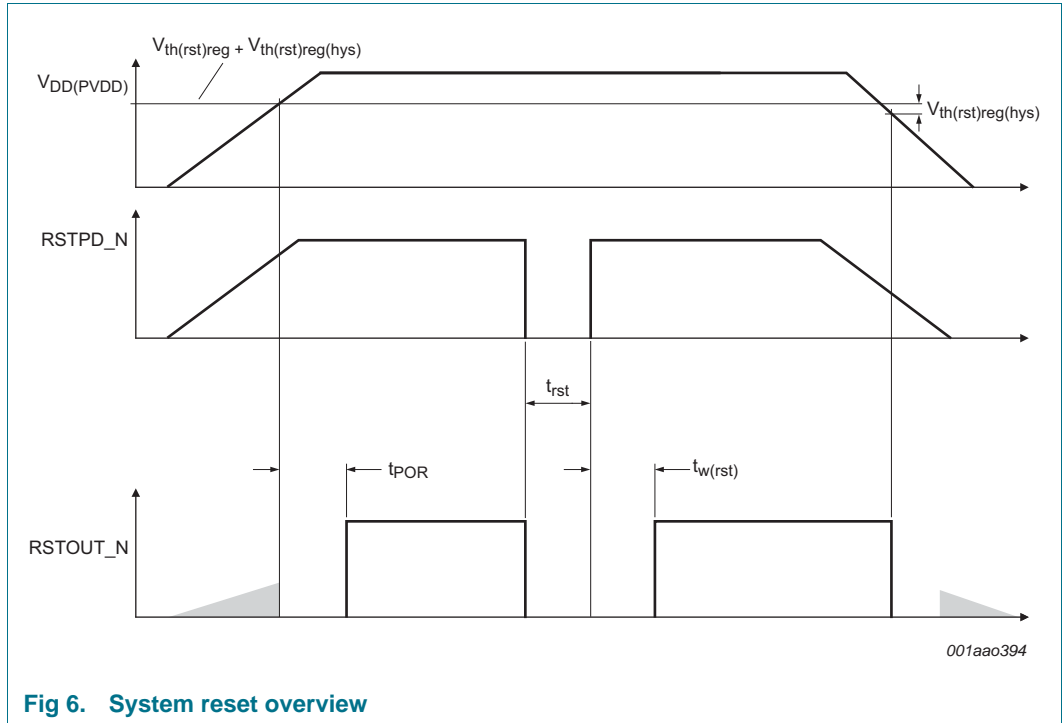 Vth(rst)reg + Vth(rst)reg(hys)
VDD(PVDD)
Vth(rst)reg(hys)
RSTPD_N
trst
tPOR
tw(rst)
RSTOUT_N
001aao394
Fig 6. System reset overview